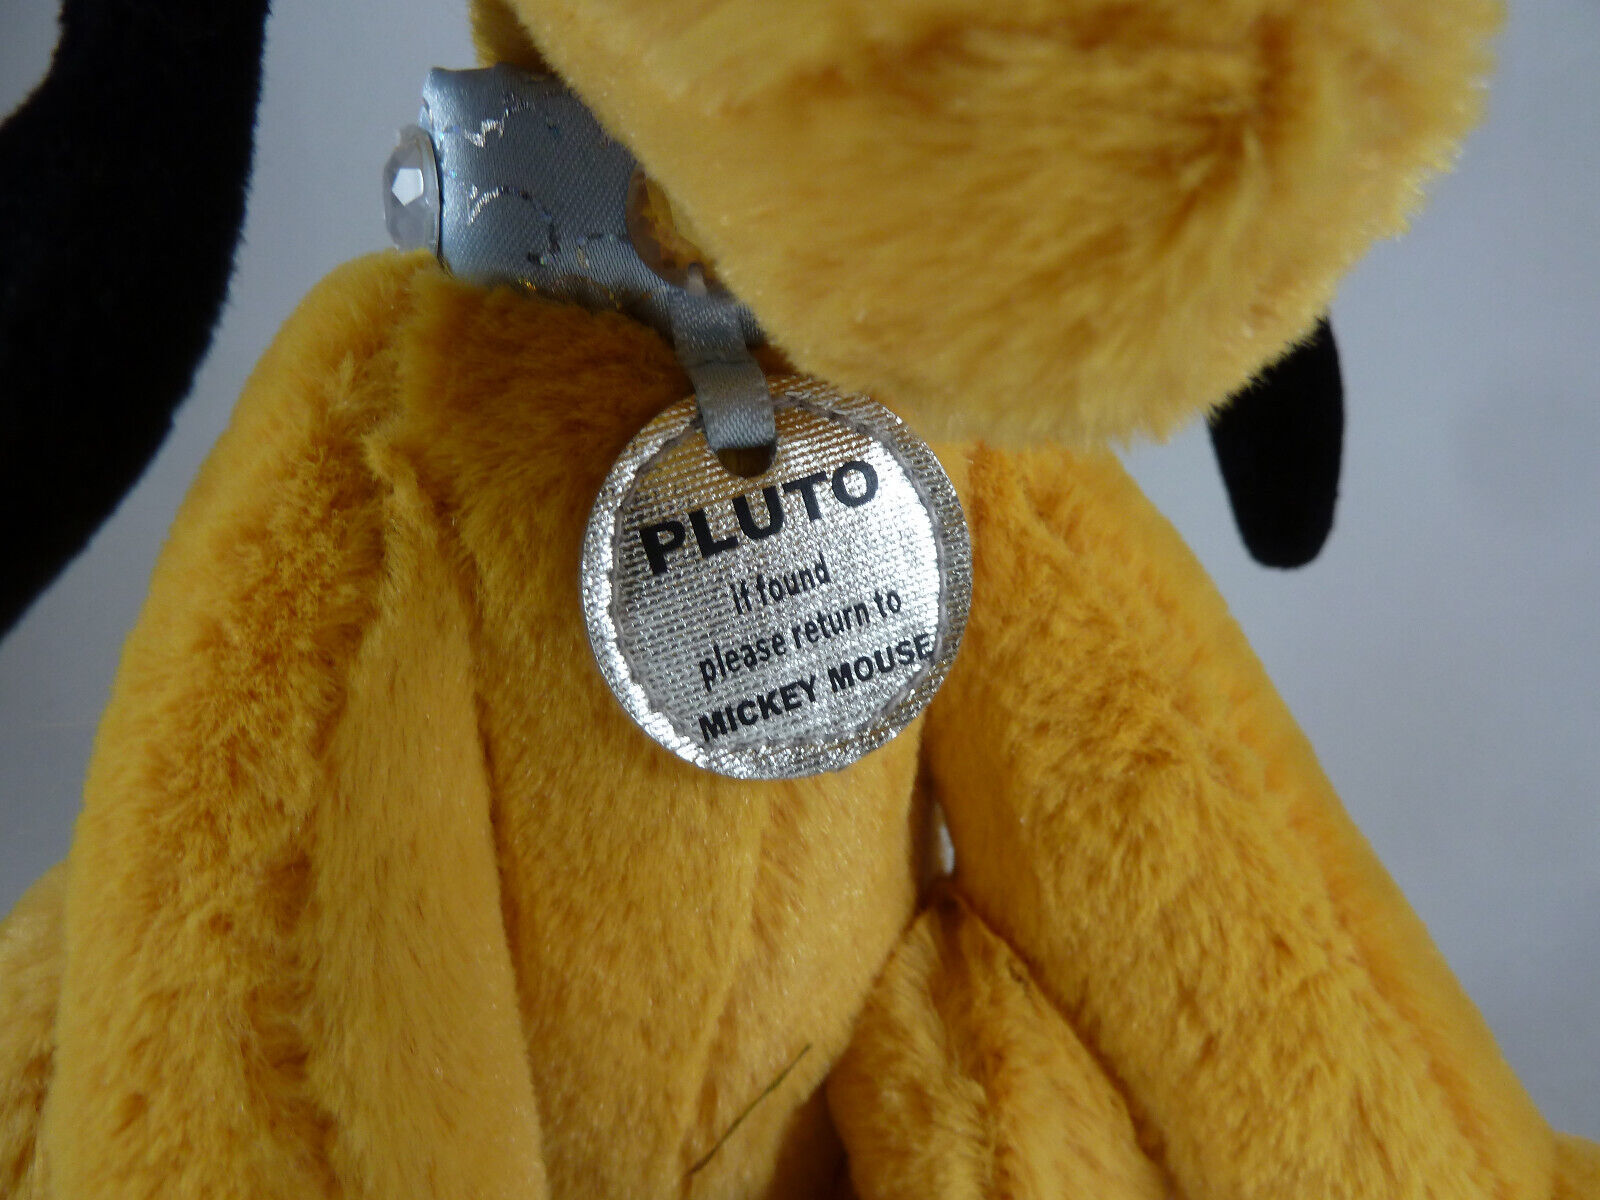 PLUTO
if found
please return to
MICKEY MOUSE